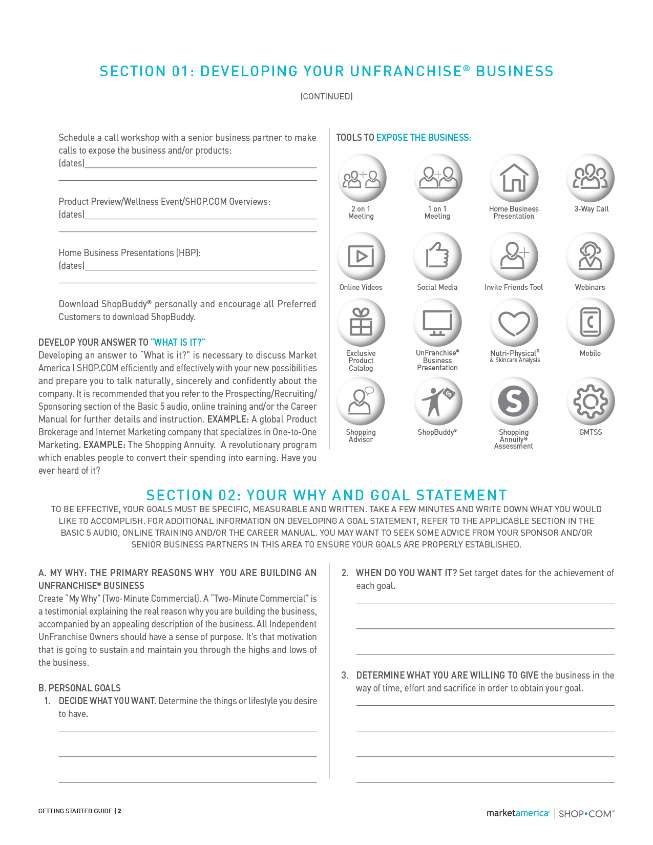 SECTION 01: DEVELOPING YOUR UNFRANCHISE® BUSINESS
(CONTINUED)
Schedule a call workshop with a senior business partner to make
calls to expose the business and/or products:
(dates)
Product Preview/Wellness Event/SHOP.COM Overviews:
(dates)
Home Business Presentations (HBP):
(dates)
Download ShopBuddy® personally and encourage all Preferred
Customers to download ShopBuddy.
DEVELOP YOUR ANSWER TO "WHAT IS IT?"
Developing an answer to "What is it?" is necessary to discuss Market
America | SHOP.COM efficiently and effectively with your new possibilities
and prepare you to talk naturally, sincerely and confidently about the
company. It is recommended that you refer to the Prospecting/Recruiting/
Sponsoring section of the Basic 5 audio, online training and/or the Career
Manual for further details and instruction. EXAMPLE: A global Product
Brokerage and Internet Marketing company that specializes in One-to-One
Marketing. EXAMPLE: The Shopping Annuity. A revolutionary program
which enables people to convert their spending into earning. Have you
ever heard of it?
TOOLS TO EXPOSE THE BUSINESS:
2 on 1
Meeting
1 on 1
Meeting
Home Business
Presentation
3-Way Call
Online Videos
Social Media
Invite Friends Tool
Webinars
Exclusive
Product
Catalog
UnFranchise®
Business
Presentation
Nutri-Physical®
& Skincare Analysis
Mobile
Shopping
Advisor
ShopBuddy®
S
Shopping
Annuity®
Assessment
GMTSS
SECTION 02: YOUR WHY AND GOAL STATEMENT
TO BE EFFECTIVE, YOUR GOALS MUST BE SPECIFIC, MEASURABLE AND WRITTEN. TAKE A FEW MINUTES AND WRITE DOWN WHAT YOU WOULD
LIKE TO ACCOMPLISH. FOR ADDITIONAL INFORMATION ON DEVELOPING A GOAL STATEMENT, REFER TO THE APPLICABLE SECTION IN THE
BASIC 5 AUDIO, ONLINE TRAINING AND/OR THE CAREER MANUAL. YOU MAY WANT TO SEEK SOME ADVICE FROM YOUR SPONSOR AND/OR
SENIOR BUSINESS PARTNERS IN THIS AREA TO ENSURE YOUR GOALS ARE PROPERLY ESTABLISHED.
A. MY WHY: THE PRIMARY REASONS WHY YOU ARE BUILDING AN
UNFRANCHISE® BUSINESS
Create "My Why" (Two-Minute Commercial). A "Two-Minute Commercial" is
a testimonial explaining the real reason why you are building the business,
accompanied by an appealing description of the business. All Independent
UnFranchise Owners should have a sense of purpose. It's that motivation
that is going to sustain and maintain you through the highs and lows of
the business.
B. PERSONAL GOALS
1. DECIDE WHAT YOU WANT. Determine the things or lifestyle you desire
to have.
2. WHEN DO YOU WANT IT? Set target dates for the achievement of
each goal.
3. DETERMINE WHAT YOU ARE WILLING TO GIVE the business in the
way of time, effort and sacrifice in order to obtain your goal.
GETTING STARTED GUIDE | 2
marketamerica® | SHOP•COM™